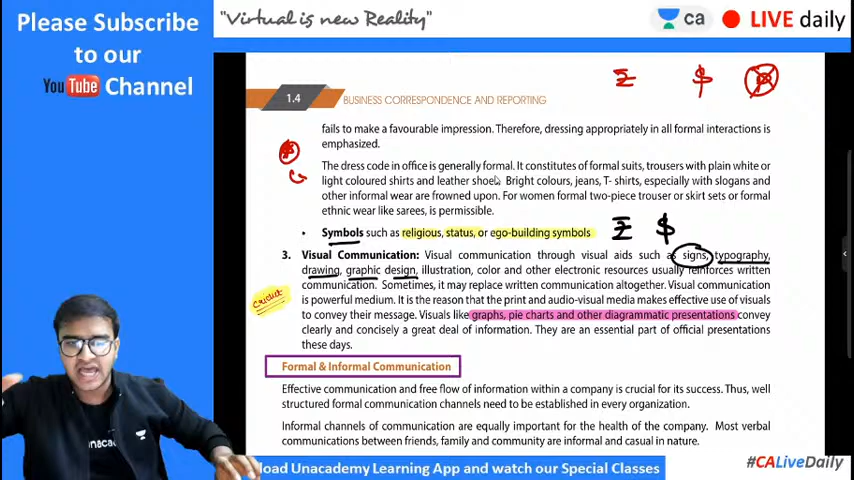 Please Subscribe
to our
YouTube Channel
"Virtual is new Reality"
ca
LIVE daily
₹ $
1.4
BUSINESS CORRESPONDENCE AND REPORTING
fails to make a favourable impression. Therefore, dressing appropriately in all formal interactions is
emphasized.
The dress code in office is generally formal. It constitutes of formal suits, trousers with plain white or
light coloured shirts and leather shoes. Bright colours, jeans, T- shirts, especially with slogans and
other informal wear are frowned upon. For women formal two-piece trouser or skirt sets or formal
ethnic wear like sarees, is permissible.
• Symbols such as religious, status, or ego-building symbols ₹ $
3. Visual Communication: Visual communication through visual aids such as signs, typography,
drawing, graphic design, illustration, color and other electronic resources usually reinforces written
communication. Sometimes, it may replace written communication altogether. Visual communication
Cricket
is powerful medium. It is the reason that the print and audio-visual media makes effective use of visuals
to convey their message. Visuals like graphs, pie charts and other diagrammatic presentations convey
clearly and concisely a great deal of information. They are an essential part of official presentations
these days.
Formal & Informal Communication
Effective communication and free flow of information within a company is crucial for its success. Thus, well
structured formal communication channels need to be established in every organization.
Informal channels of communication are equally important for the health of the company. Most verbal
communications between friends, family and community are informal and casual in nature.
unacad
load Unacademy Learning App and watch our Special Classes
#CALiveDaily